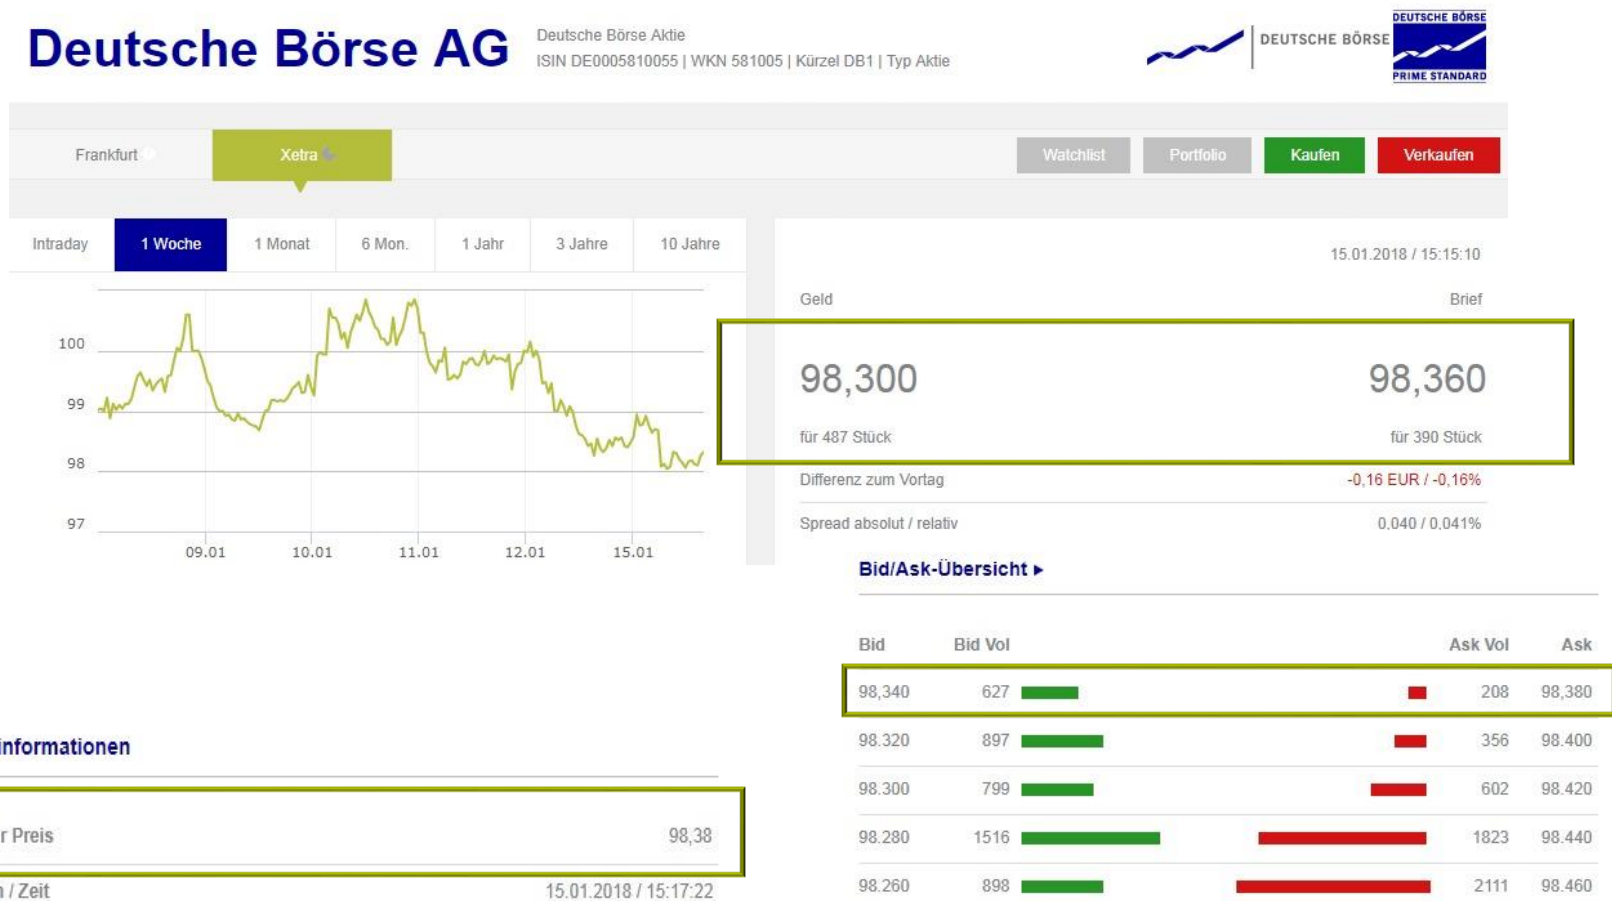 Deutsche Börse AG
Deutsche Börse Aktie
ISIN DE0005810055 | WKN 581005 | Kürzel DB1 | Typ Aktie
DEUTSCHE BÖRSE
DEUTSCHE BÖRSE
PRIME STANDARD
Frankfurt
Xetra
Watchlist
Portfolio
Kaufen
Verkaufen
Intraday
1 Woche
1 Monat
6 Mon.
1 Jahr
3 Jahre
10 Jahre
100
99
98
97
09.01
10.01
11.01
12.01
15.01
15.01.2018 / 15:15:10
Geld
Brief
98,300
98,360
für 487 Stück
für 390 Stück
Differenz zum Vortag
-0,16 EUR / -0,16%
Spread absolut / relativ
0.040 / 0.041%
Bid/Ask-Übersicht
Bid Bid Vol Ask Vol Ask
98,340 627 208 98,380
98.320 897 356 98.400
98.300 799 602 98.420
98.280 1516 1823 98.440
98.260 898 2111 98.460
informationen
r Preis 98,38
/ Zeit 15.01.2018 / 15:17:22